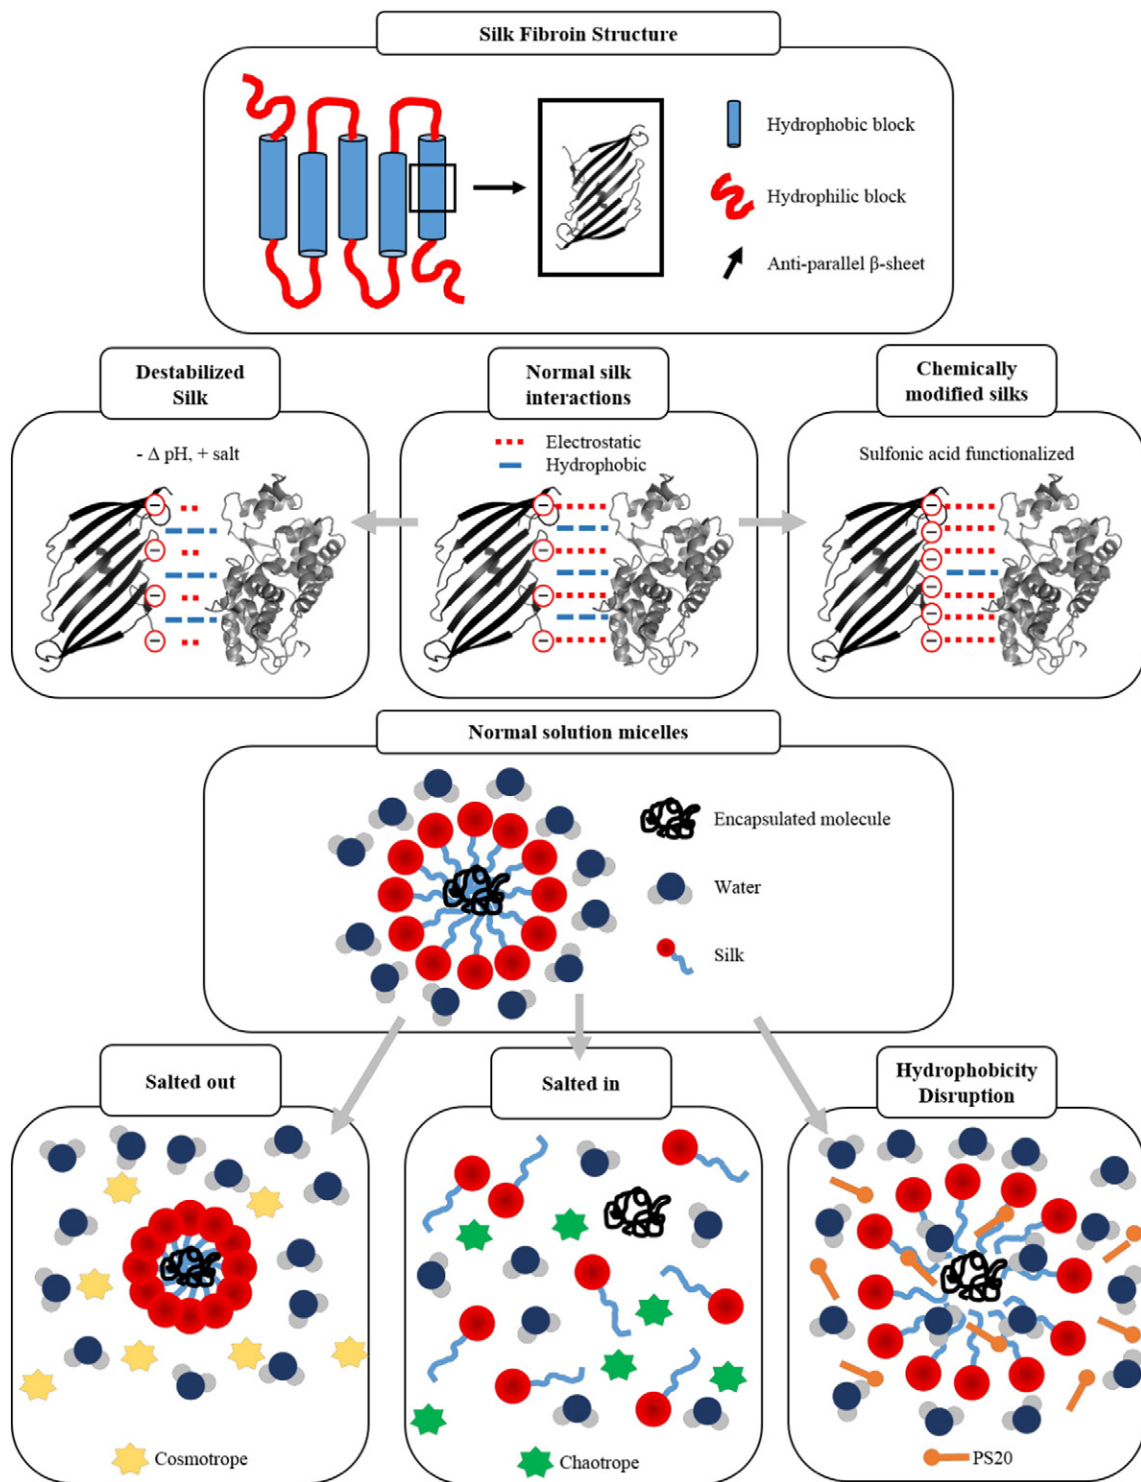 Silk Fibroin Structure
Hydrophobic block
Hydrophilic block
Anti-parallel β-sheet
Destabilized
Silk
- Δ pH, + salt
Normal silk
interactions
Electrostatic
Hydrophobic
Chemically
modified silks
Sulfonic acid functionalized
Normal solution micelles
Encapsulated molecule
Water
Silk
Salted out
Cosmotrope
Salted in
Chaotrope
Hydrophobicity
Disruption
PS20